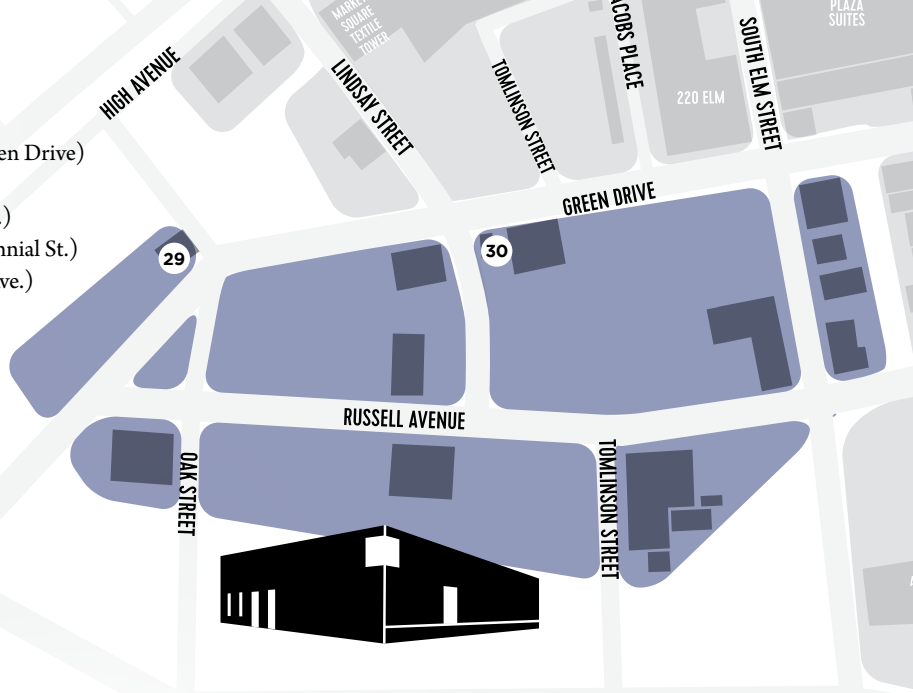 MARKET
SQUARE
TEXTILE
TOWER
PLAZA
SUITES
HIGH AVENUE
LINDSAY STREET
TOMLINSON STREET
ACOBS PLACE
220 ELM
SOUTH ELM STREET
en Drive)
.)
nnial St.)
ve.)
GREEN DRIVE
29
30
RUSSELL AVENUE
OAK STREET
TOMLINSON STREET